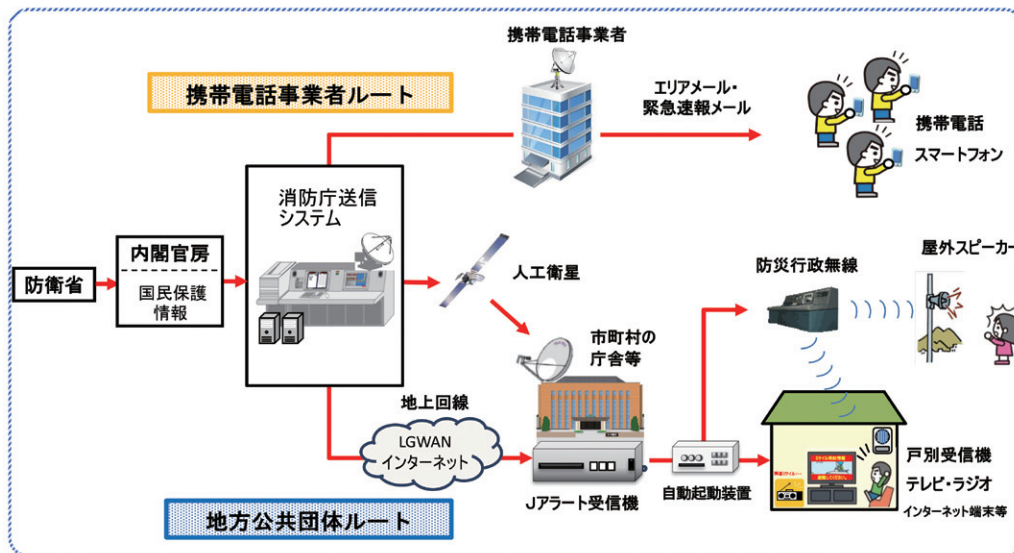 携帯電話事業者
携帯電話事業者ルート
エリアメール・
緊急速報メール
携帯電話
スマートフォン
消防庁送信
システム
内閣官房
国民保護
情報
防衛省
人工衛星
防災行政無線
屋外スピーカー
市町村の
庁舎等
地上回線
LGWAN
インターネット
Jアラート受信機
自動起動装置
戸別受信機
テレビ・ラジオ
インターネット端末等
地方公共団体ルート